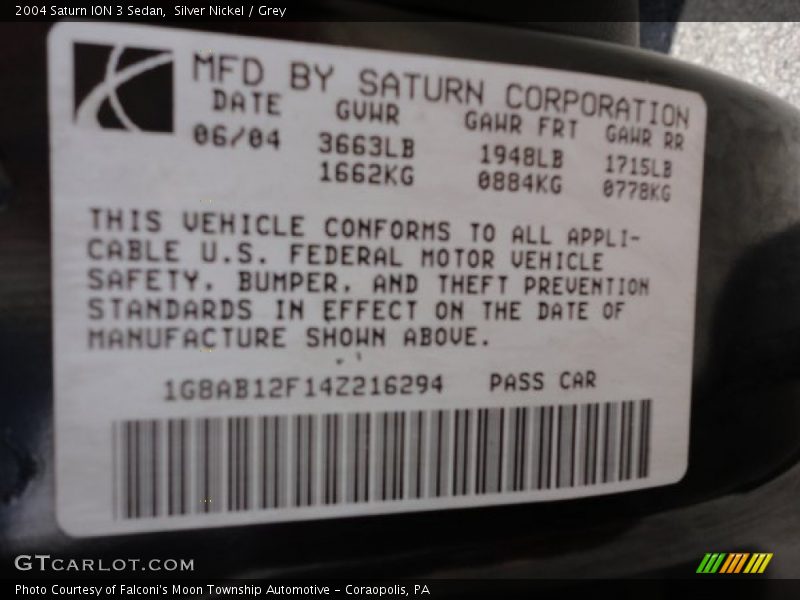 2004 Saturn ION 3 Sedan,  Silver Nickel / Grey
MFD BY SATURN CORPORATION
DATE GVWR GAWR FRT GAWR RR
06/04 3663LB 1948LB 1715LB
1662KG 0884KG 0778KG
THIS VEHICLE CONFORMS TO ALL APPLI-
CABLE U.S. FEDERAL MOTOR VEHICLE
SAFETY, BUMPER, AND THEFT PREVENTION
STANDARDS IN EFFECT ON THE DATE OF
MANUFACTURE SHOWN ABOVE.
1G8AB12F14Z216294 PASS CAR
GTCARLOT.COM
Photo Courtesy of Falconi's Moon Township Automotive - Coraopolis, PA